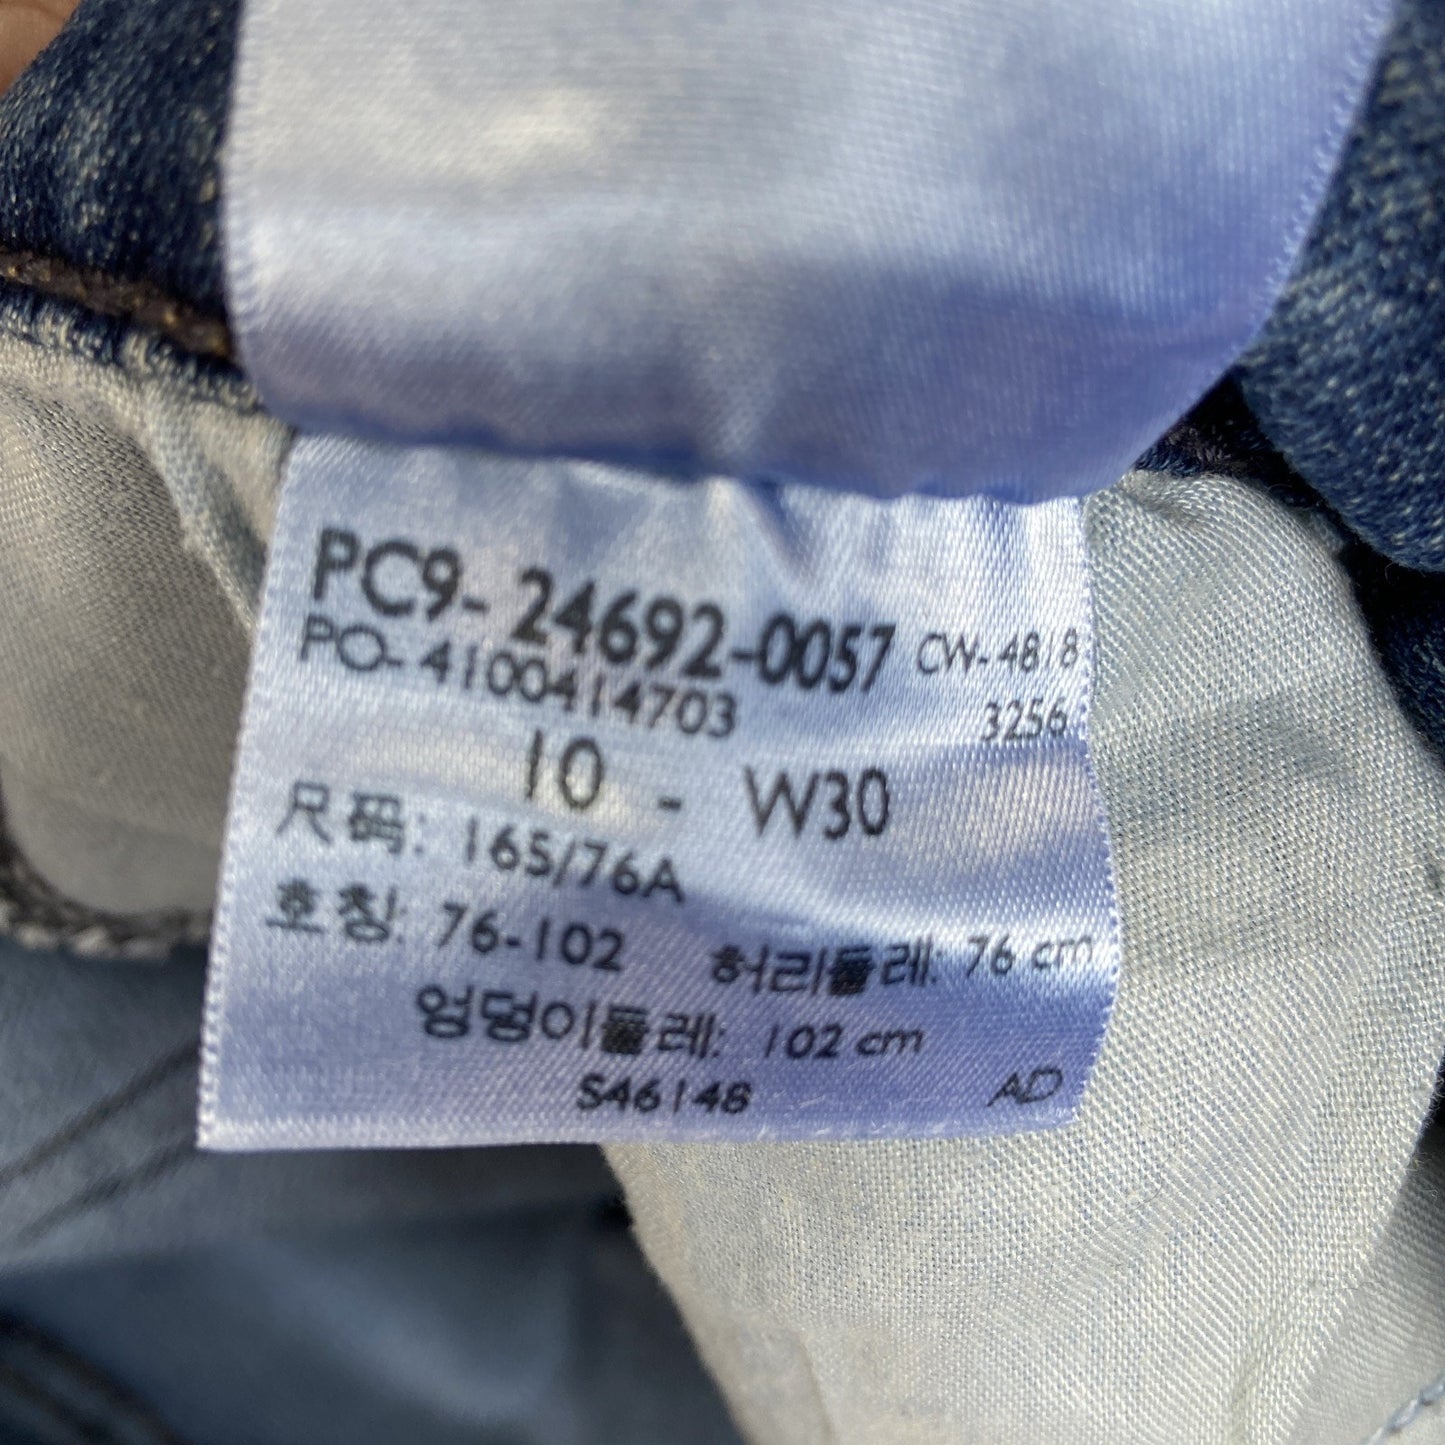 PC9-24692-0057 CW-4818
PO-4100414703 3256
10 - W30
尺码: 165/76A
호칭: 76-102 허리둘레: 76 cm
엉덩이둘레: 102 cm
S46148 AD